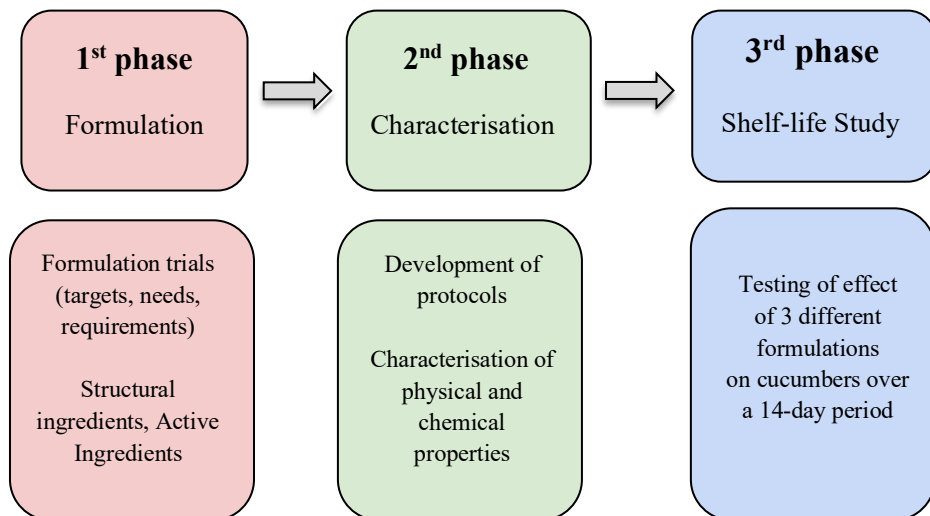 1st phase
Formulation
2nd phase
Characterisation
3rd phase
Shelf-life Study
Formulation trials
(targets, needs,
requirements)
Structural
ingredients, Active
Ingredients
Development of
protocols
Characterisation of
physical and
chemical
properties
Testing of effect
of 3 different
formulations
on cucumbers over
a 14-day period